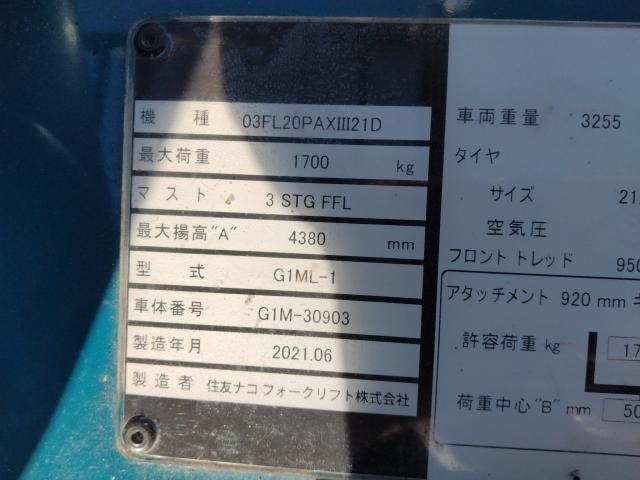 機種 03FL20PAXIII21D
最大荷重 1700 kg
マスト 3 STG FFL
最大揚高"A" 4380 mm
型式 G1ML-1
車体番号 G1M-30903
製造年月 2021.06
製造者 住友ナコ フォークリフト株式会社
車両重量 3255
タイヤ
サイズ 21
空気圧
フロント トレッド 950
アタッチメント 920 mm
許容荷重 kg 17
荷重中心"B" mm 50